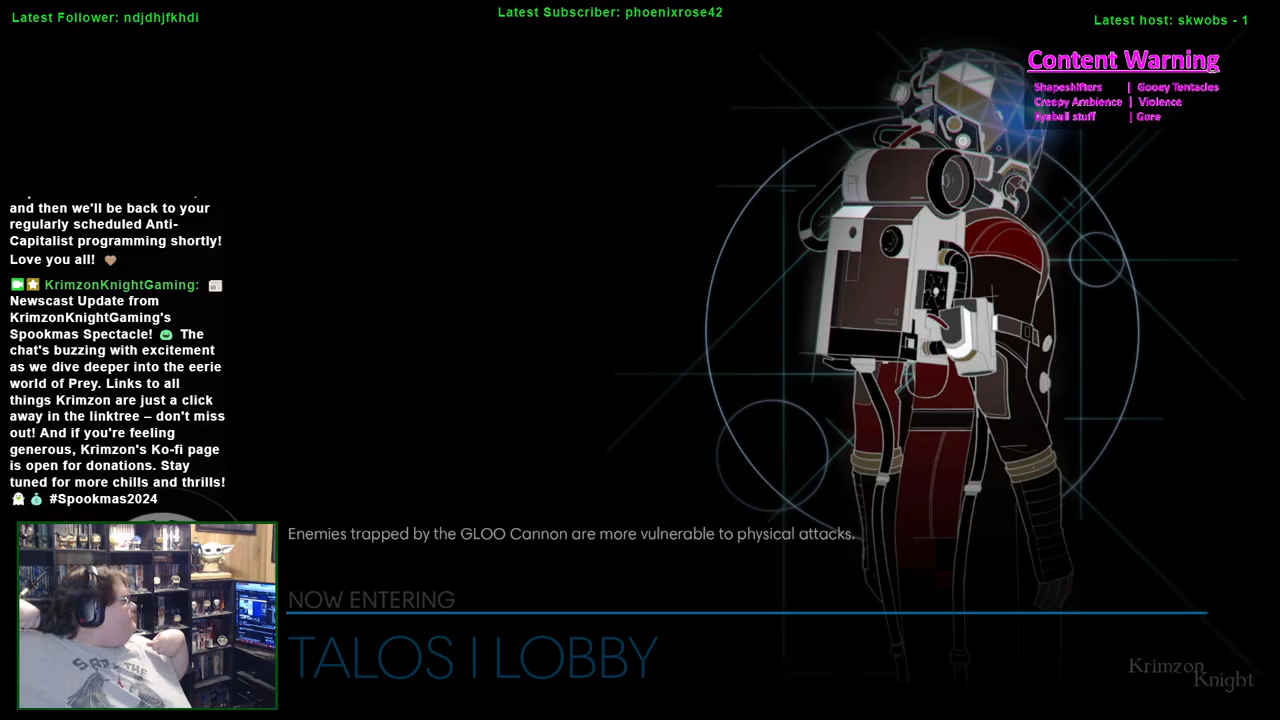 Latest Follower: ndjdhjfkhdi
Latest Subscriber: phoenixrose42
Latest host: skwobs - 1
Content Warning
Shapeshifters | Gooey Tentacles
Creepy Ambience | Violence
Eyeball stuff | Gore
and then we'll be back to your
regularly scheduled Anti-
Capitalist programming shortly!
Love you all!
KrimzonKnightGaming:
Newscast Update from
KrimzonKnightGaming's
Spookmas Spectacle! The
chat's buzzing with excitement
as we dive deeper into the eerie
world of Prey. Links to all
things Krimzon are just a click
away in the linktree – don't miss
out! And if you're feeling
generous, Krimzon's Ko-fi page
is open for donations. Stay
tuned for more chills and thrills!
#Spookmas2024
Enemies trapped by the GLOO Cannon are more vulnerable to physical attacks.
NOW ENTERING
TALOS I LOBBY
Krimzon
Knight